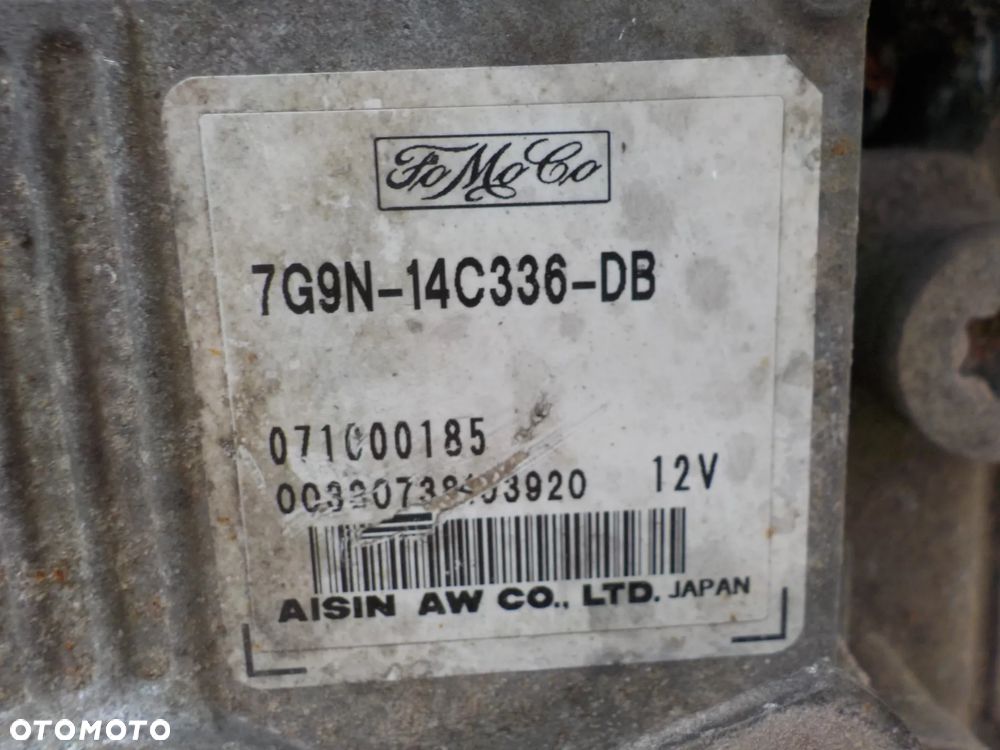 FoMoCo
7G9N-14C336-DB
071000185
12V
AISIN AW CO., LTD. JAPAN
OTOMOTO